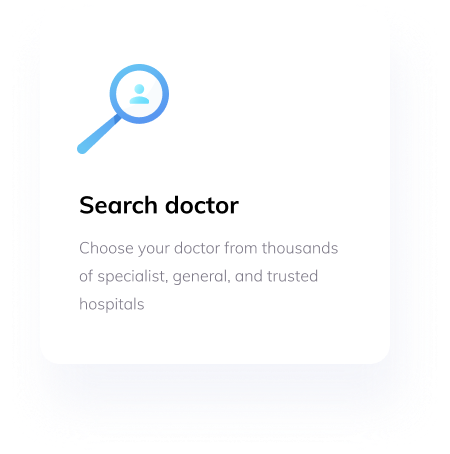 Search doctor
Choose your doctor from thousands
of specialist, general, and trusted
hospitals